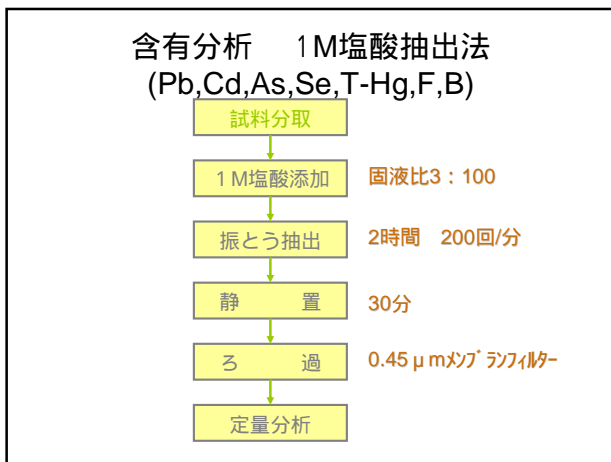 含有分析　１M塩酸抽出法
(Pb,Cd,As,Se,T-Hg,F,B)
試料分取
１M塩酸添加　固液比3：100
振とう抽出　2時間　200回/分
静　　置　30分
ろ　　過　0.45μmﾒﾝﾌﾞﾗﾝﾌｨﾙﾀｰ
定量分析